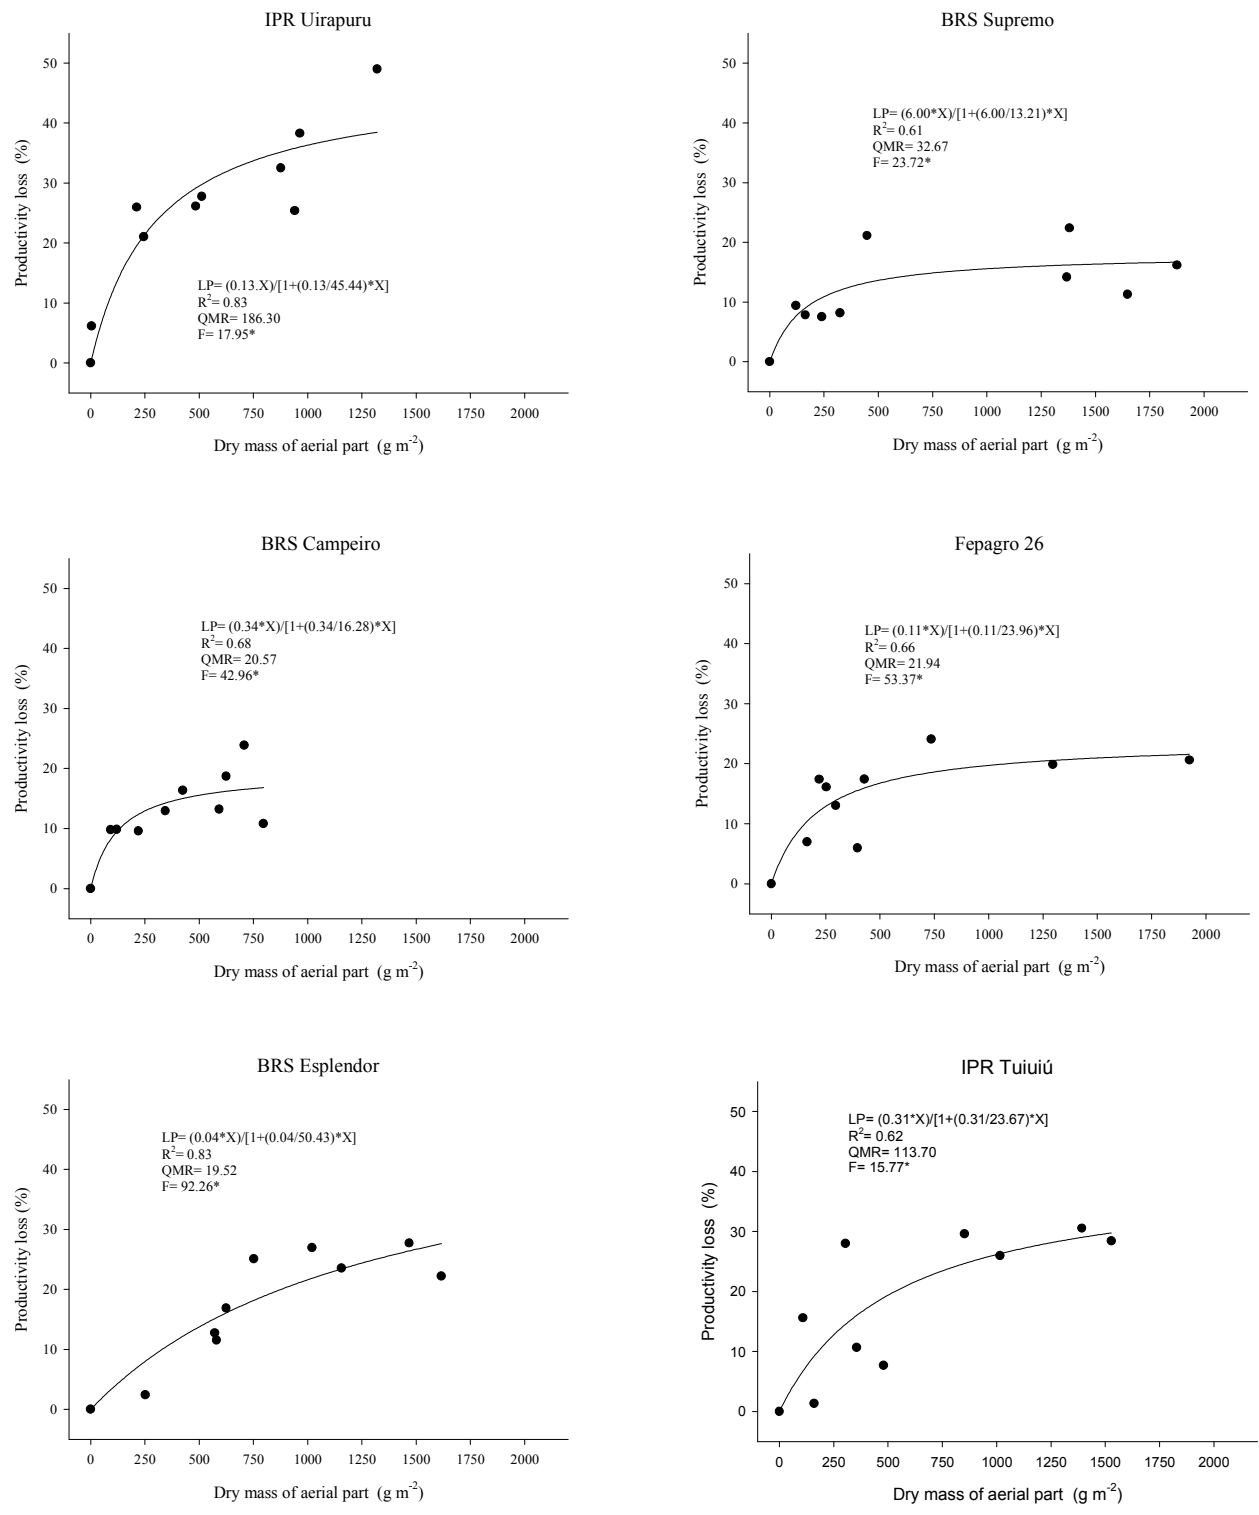 IPR Uirapuru
50
40
30
20
10
0
Productivity loss (%)
LP= (0.13.X)/[1+(0.13/45.44)*X]
R²= 0.83
QMR= 186.30
F= 17.95*
0 250 500 750 1000 1250 1500 1750 2000
Dry mass of aerial part (g m⁻²)
BRS Supremo
50
40
30
20
10
0
Productivity loss (%)
LP= (6.00*X)/[1+(6.00/13.21)*X]
R²= 0.61
QMR= 32.67
F= 23.72*
0 250 500 750 1000 1250 1500 1750 2000
Dry mass of aerial part (g m⁻²)
BRS Campeiro
50
40
30
20
10
0
Productivity loss (%)
LP= (0.34*X)/[1+(0.34/16.28)*X]
R²= 0.68
QMR= 20.57
F= 42.96*
0 250 500 750 1000 1250 1500 1750 2000
Dry mass of aerial part (g m⁻²)
Fepagro 26
50
40
30
20
10
0
Productivity loss (%)
LP= (0.11*X)/[1+(0.11/23.96)*X]
R²= 0.66
QMR= 21.94
F= 53.37*
0 250 500 750 1000 1250 1500 1750 2000
Dry mass of aerial part (g m⁻²)
BRS Esplendor
50
40
30
20
10
0
Productivity loss (%)
LP= (0.04*X)/[1+(0.04/50.43)*X]
R²= 0.83
QMR= 19.52
F= 92.26*
0 250 500 750 1000 1250 1500 1750 2000
Dry mass of aerial part (g m⁻²)
IPR Tuiuiú
50
40
30
20
10
0
Productivity loss (%)
LP= (0.31*X)/[1+(0.31/23.67)*X]
R²= 0.62
QMR= 113.70
F= 15.77*
0 250 500 750 1000 1250 1500 1750 2000
Dry mass of aerial part (g m⁻²)